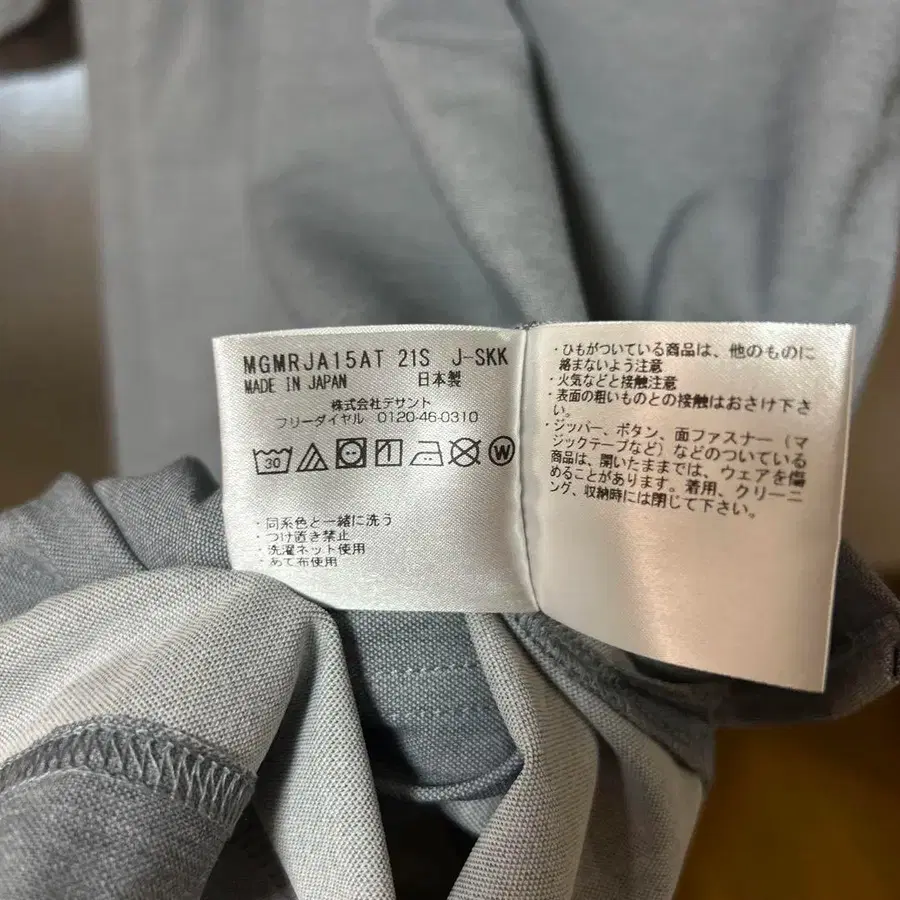 MGMRJA15AT 21S J-SKK
MADE IN JAPAN 日本製
株式会社デサント
フリーダイヤル 0120-46-0310
30 W
・同系色と一緒に洗う
・つけ置き禁止
・洗濯ネット使用
・あて布使用
・ひもがついている商品は、他のものに
絡まないよう注意
・火気などと接触注意
・表面の粗いものとの接触はおさけ下さ
い。
・ジッパー、ボタン、面ファスナー（マ
ジックテープなど）などのついている
商品は、開いたままでは、ウェアを傷
めることがあります。着用、クリーニ
ング、収納時には閉じて下さい。